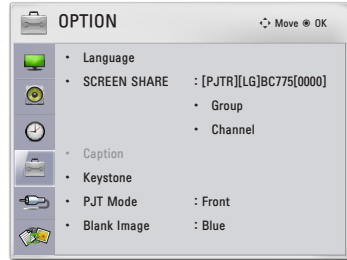 OPTION Move OK
• Language
• SCREEN SHARE : [PJTR][LG]BC775[0000]
• Group
• Channel
• Caption
• Keystone
• PJT Mode : Front
• Blank Image : Blue